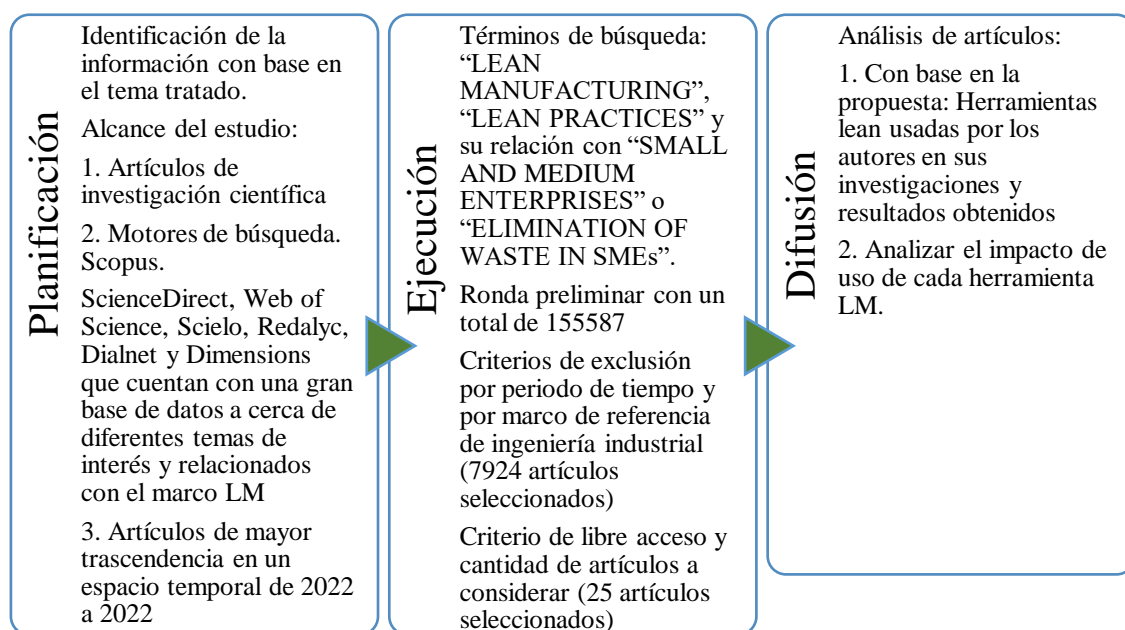 Planificación
Identificación de la
información con base en
el tema tratado.
Alcance del estudio:
1. Artículos de
investigación científica
2. Motores de búsqueda.
Scopus.
ScienceDirect, Web of
Science, Scielo, Redalyc,
Dialnet y Dimensions
que cuentan con una gran
base de datos a cerca de
diferentes temas de
interés y relacionados
con el marco LM
3. Artículos de mayor
trascendencia en un
espacio temporal de 2022
a 2022
Ejecución
Términos de búsqueda:
“LEAN
MANUFACTURING”,
“LEAN PRACTICES” y
su relación con “SMALL
AND MEDIUM
ENTERPRISES” o
“ELIMINATION OF
WASTE IN SMEs”.
Ronda preliminar con un
total de 155587
Criterios de exclusión
por periodo de tiempo y
por marco de referencia
de ingeniería industrial
(7924 artículos
seleccionados)
Criterio de libre acceso y
cantidad de artículos a
considerar (25 artículos
seleccionados)
Difusión
Análisis de artículos:
1. Con base en la
propuesta: Herramientas
lean usadas por los
autores en sus
investigaciones y
resultados obtenidos
2. Analizar el impacto de
uso de cada herramienta
LM.